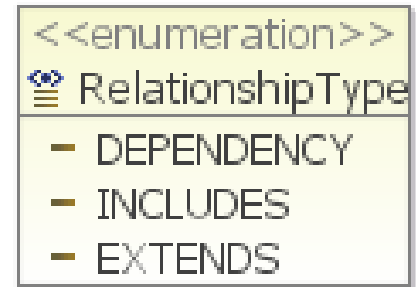 <<enumeration>>
RelationshipType
DEPENDENCY
INCLUDES
EXTENDS